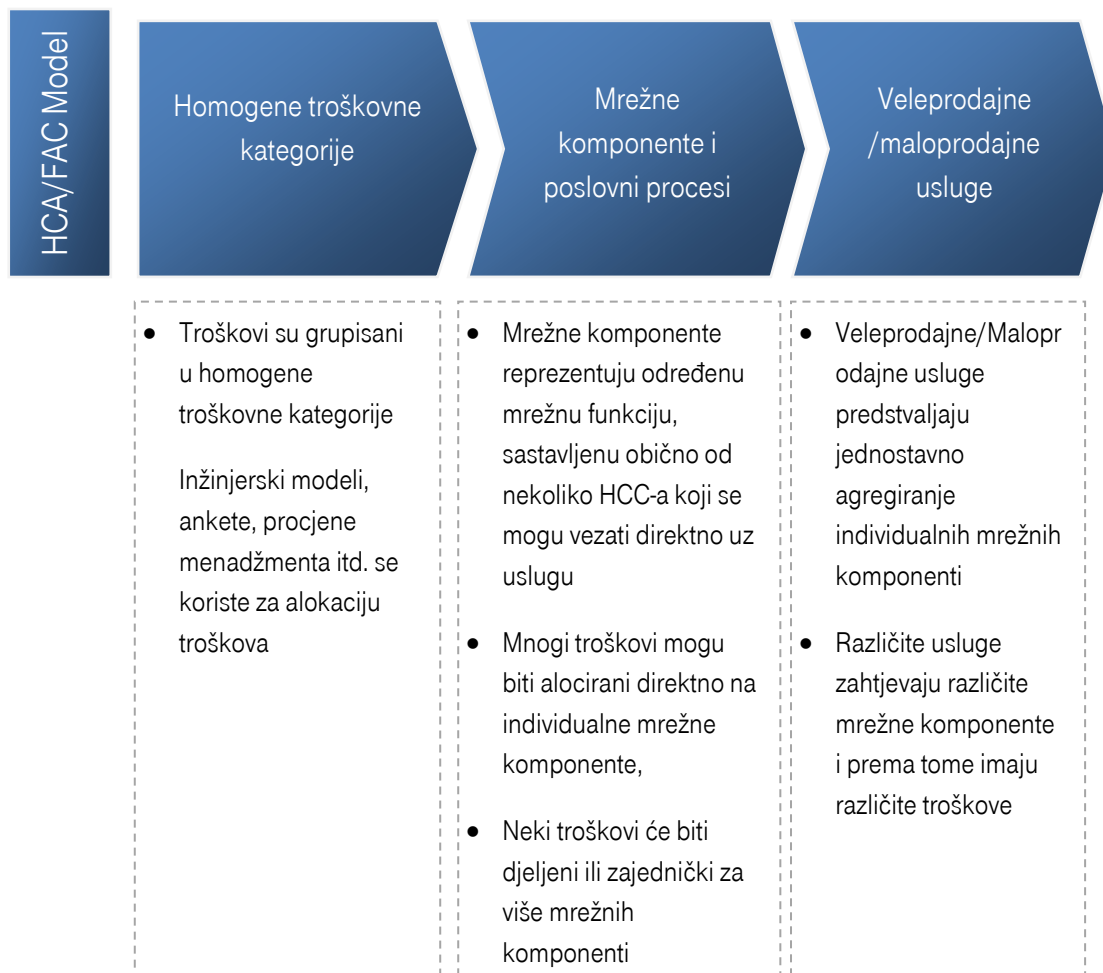 HCA/FAC Model
Homogene troškovne
kategorije
Mrežne
komponente i
poslovni procesi
Veleprodajne
/maloprodajne
usluge
• Troškovi su grupisani
u homogene
troškovne kategorije
Inžinjerski modeli,
ankete, procjene
menadžmenta itd. se
koriste za alokaciju
troškova
• Mrežne komponente
reprezentuju određenu
mrežnu funkciju,
sastavljenu obično od
nekoliko HCC-a koji se
mogu vezati direktno uz
uslugu
• Mnogi troškovi mogu
biti alocirani direktno na
individualne mrežne
komponente,
• Neki troškovi će biti
djeljeni ili zajednički za
više mrežnih
komponenti
• Veleprodajne/Malopr
odajne usluge
predstvaljaju
jednostavno
agregiranje
individualnih mrežnih
komponenti
• Različite usluge
zahtjevaju različite
mrežne komponente
i prema tome imaju
različite troškove